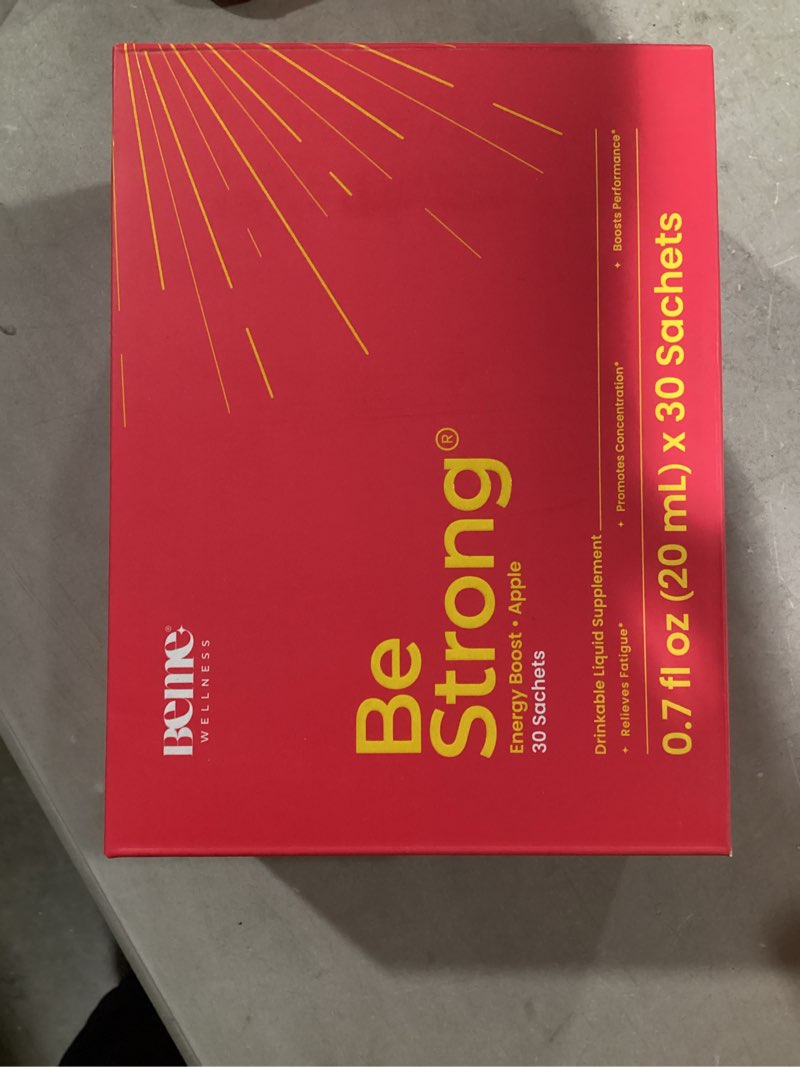 Beme®
WELLNESS
Be
Strong®
Energy Boost • Apple
30 Sachets
Drinkable Liquid Supplement
+ Relieves Fatigue* + Promotes Concentration* + Boosts Performance*
0.7 fl oz (20 mL) x 30 Sachets